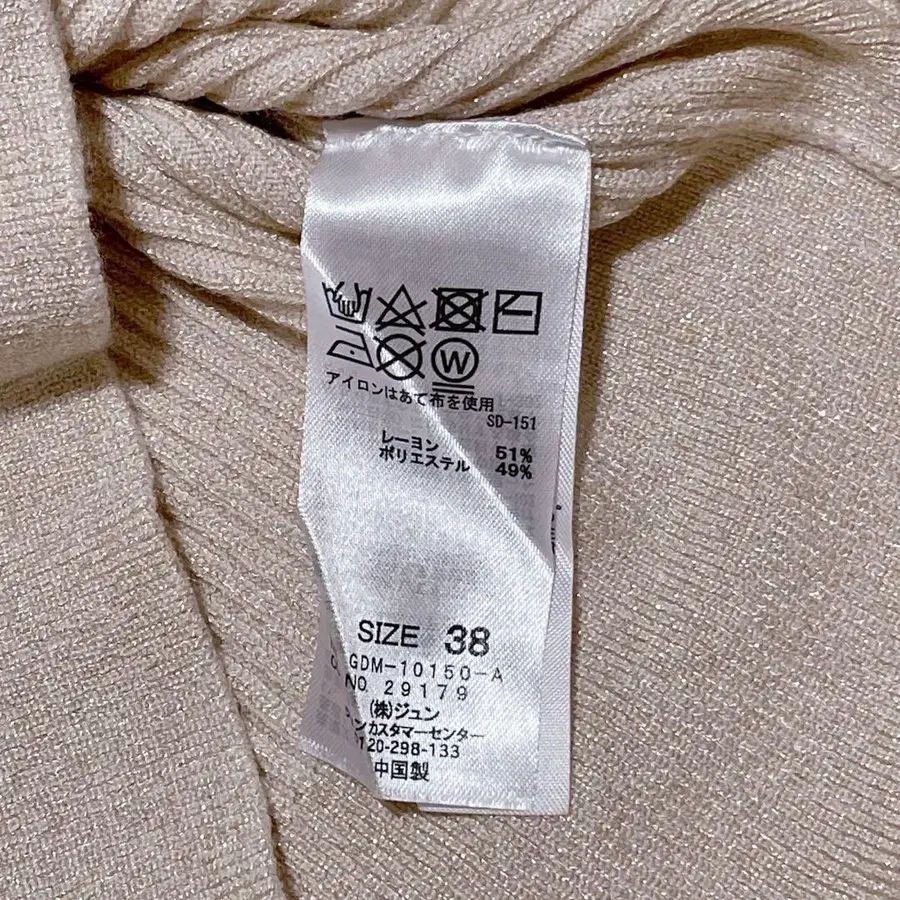 W
アイロンはあて布を使用
SD-151
レーヨン 51%
ポリエステル 49%
SIZE 38
GDM-10150-A
NO 29179
(株)ジュン
ンカスタマーセンター
120-298-133
中国製